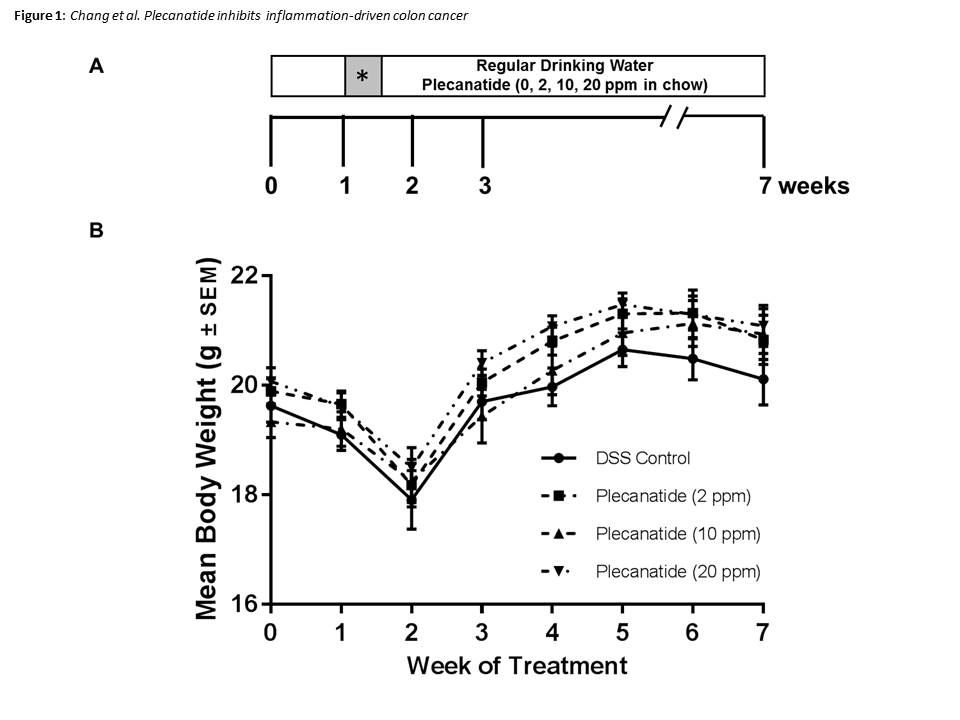 Figure 1: Chang et al. Plecanatide inhibits inflammation-driven colon cancer
A
*
Regular Drinking Water
Plecanatide (0, 2, 10, 20 ppm in chow)
0 1 2 3 7 weeks
B
Mean Body Weight (g ± SEM)
22
20
18
16
DSS Control
Plecanatide (2 ppm)
Plecanatide (10 ppm)
Plecanatide (20 ppm)
0 1 2 3 4 5 6 7
Week of Treatment